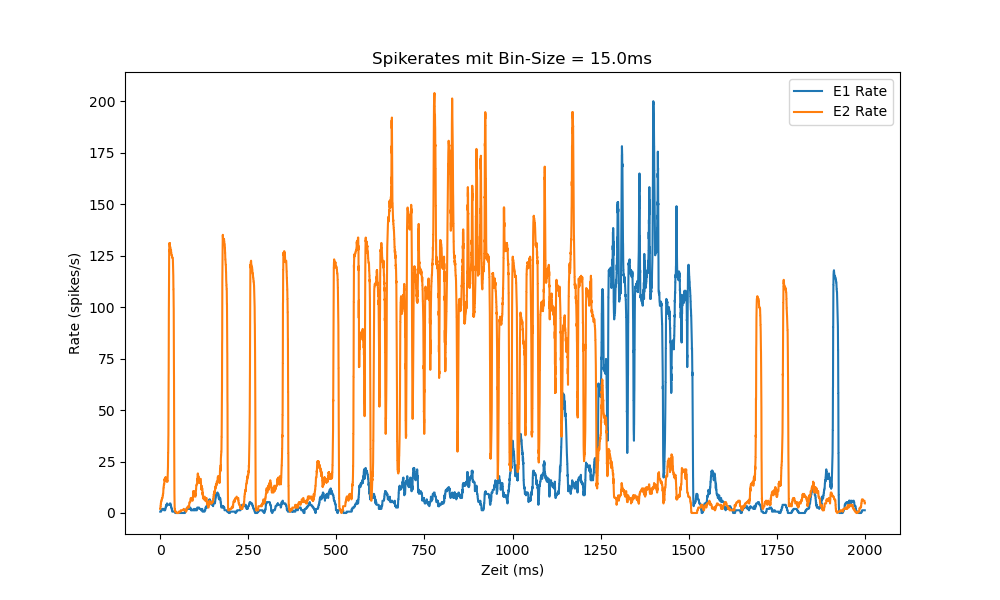 Spikerates mit Bin-Size = 15.0ms
E1 Rate
E2 Rate
Rate (spikes/s)
200
175
150
125
100
75
50
25
0
0 250 500 750 1000 1250 1500 1750 2000
Zeit (ms)